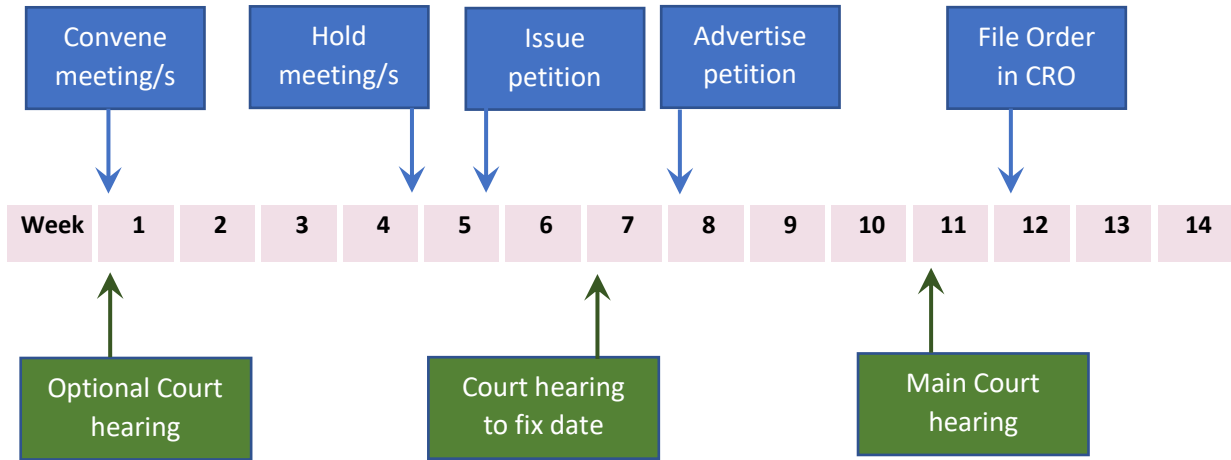 Convene
meeting/s
Hold
meeting/s
Issue
petition
Advertise
petition
File Order
in CRO
Week 1 2 3 4 5 6 7 8 9 10 11 12 13 14
Optional Court
hearing
Court hearing
to fix date
Main Court
hearing